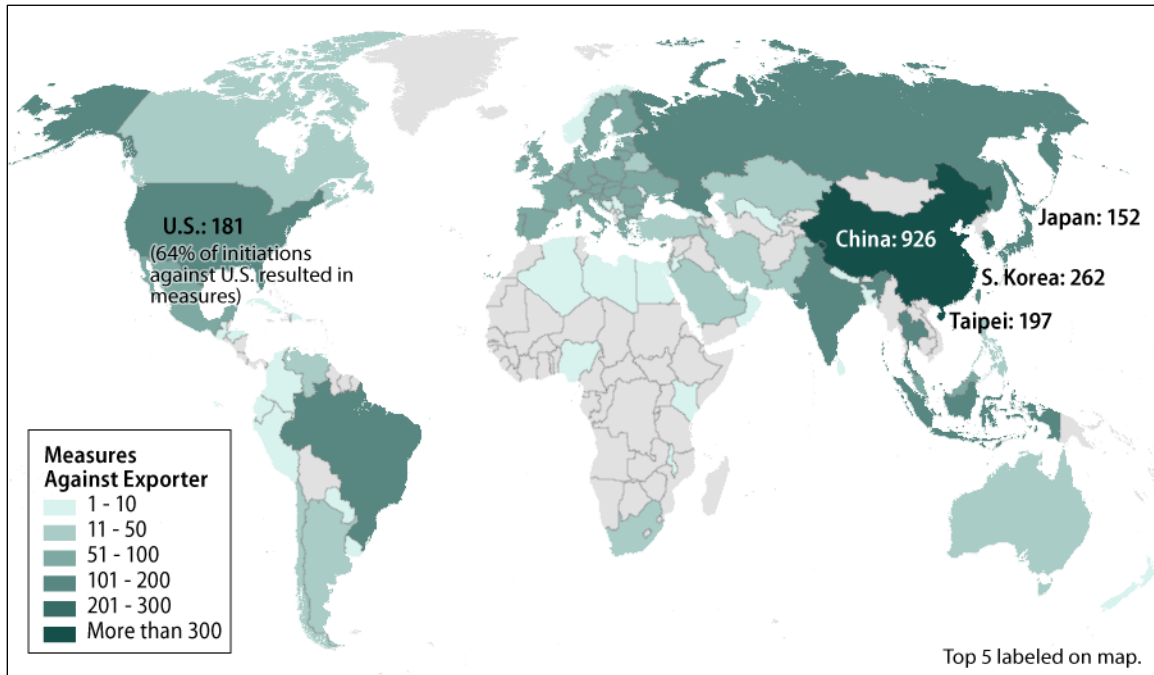 U.S.: 181
(64% of initiations
against U.S. resulted in
measures)
Japan: 152
China: 926
S. Korea: 262
Taipei: 197
Measures
Against Exporter
1 - 10
11 - 50
51 - 100
101 - 200
201 - 300
More than 300
Top 5 labeled on map.